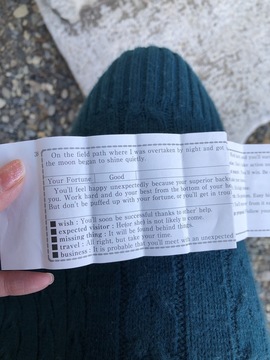 On the field path where I was overtaken by night and got
the moon began to shine quietly.
Your Fortune Good
You'll feel happy unexpectedly because your superior back
you. Work hard and do your best from the bottom of your
But don't be puffed up with your fortune, or you'll get in
wish : You'll soon be successful thanks to other' help.
expected visitor : He/or she is not likely to come.
missing thing : It will be found behind things.
travel : All right, but take your time.
business : It is probable that you'll meet with an unexpected